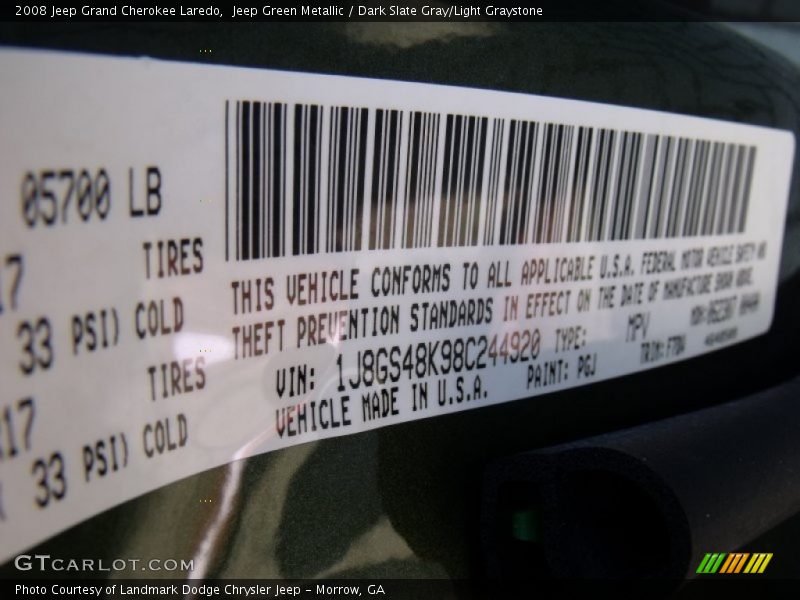 2008 Jeep Grand Cherokee Laredo,  Jeep Green Metallic / Dark Slate Gray/Light Graystone
05700 LB
17 TIRES
33 PSI) COLD
TIRES
R17
33 PSI) COLD
THIS VEHICLE CONFORMS TO ALL APPLICABLE U.S.A. FEDERAL MOTOR VEHICLE SAFETY AND
THEFT PREVENTION STANDARDS IN EFFECT ON THE DATE OF MANUFACTURE SHOWN ABOVE.
VIN: 1J8GS48K98C244920 TYPE: MPV
VEHICLE MADE IN U.S.A. PAINT: PGJ TRIM:
GTCARLOT.COM
Photo Courtesy of Landmark Dodge Chrysler Jeep - Morrow, GA